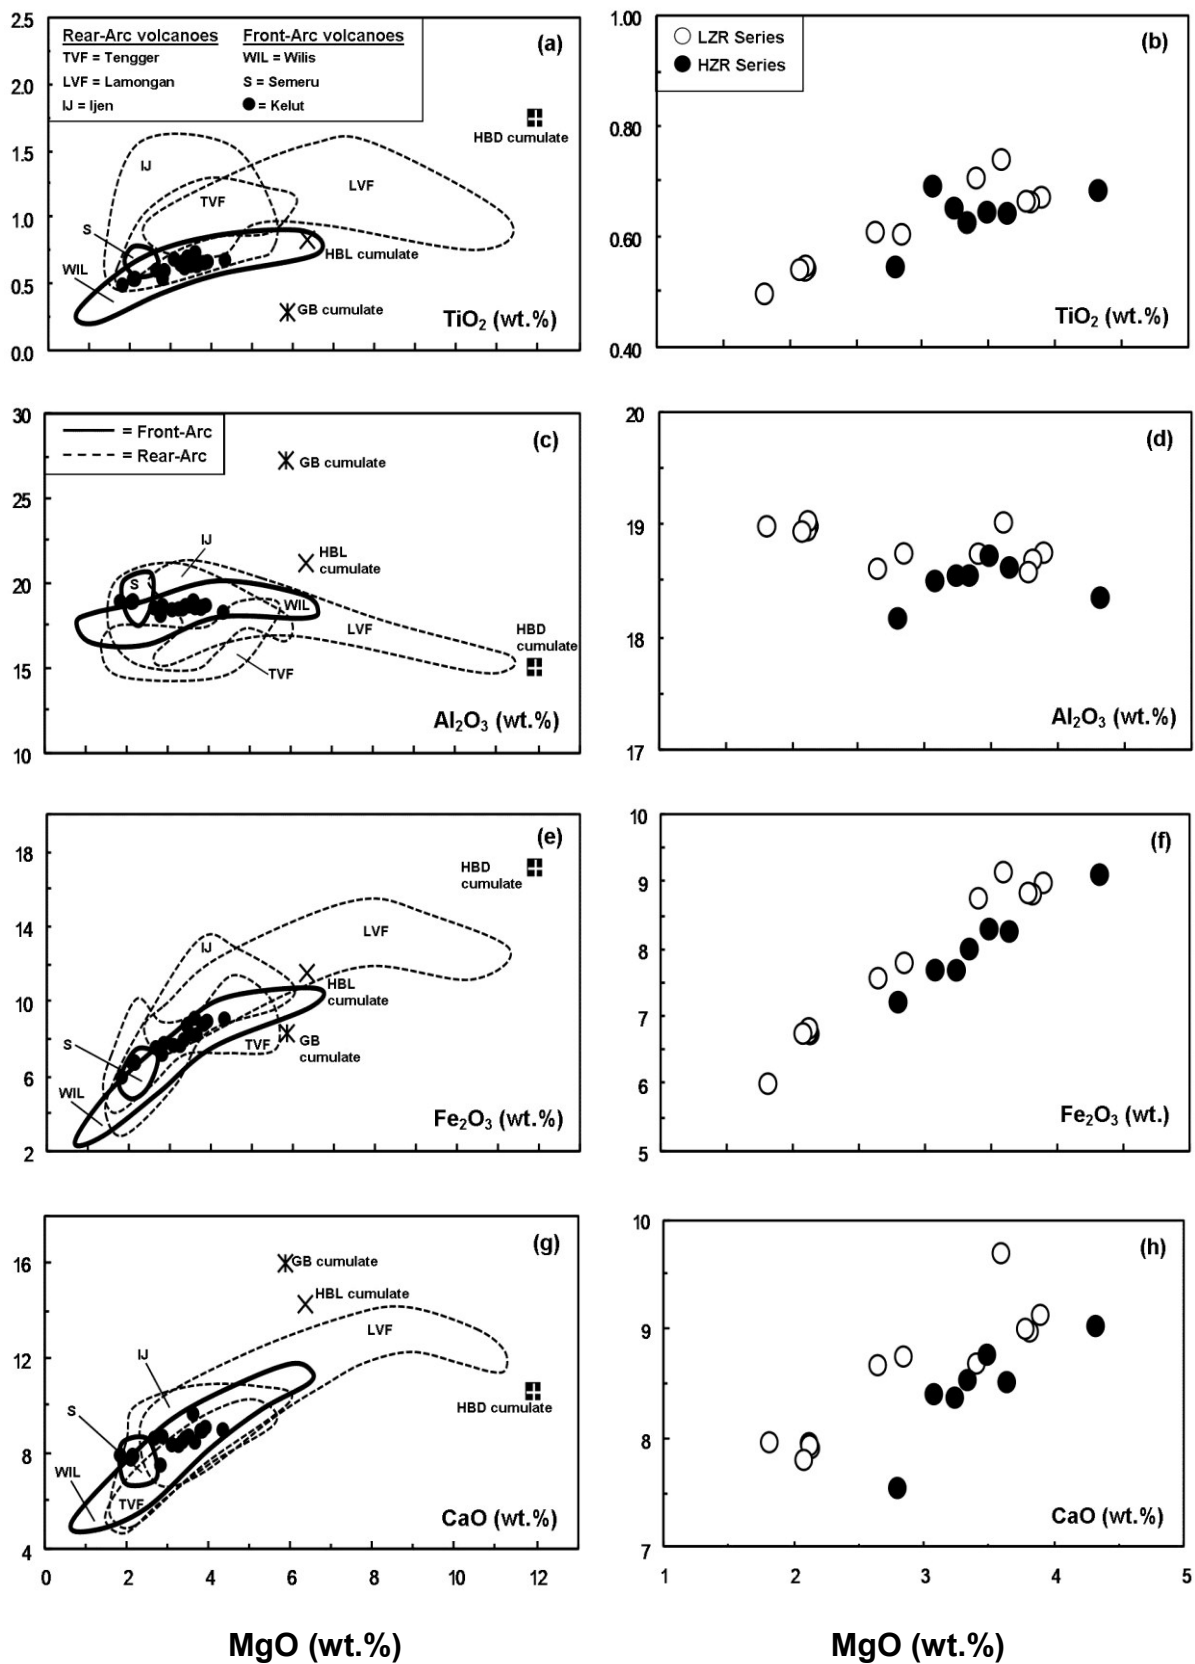 2.5
2.0
1.5
1.0
0.5
0.0
Rear-Arc volcanoes Front-Arc volcanoes
TVF = Tengger WIL = Wilis
LVF = Lamongan S = Semeru
IJ = Ijen = Kelut
(a)
HBD cumulate
IJ
LVF
TVF
S
WIL
HBL cumulate
GB cumulate
TiO2 (wt.%)
1.00
0.80
0.60
0.40
LZR Series
HZR Series
(b)
TiO2 (wt.%)
30
25
20
15
10
= Front-Arc
= Rear-Arc
(c)
GB cumulate
IJ
HBL
cumulate
S
WIL
LVF
HBD
cumulate
TVF
Al2O3 (wt.%)
20
19
18
17
(d)
Al2O3 (wt.%)
18
14
10
6
2
(e)
HBD
cumulate
LVF
IJ
HBL
cumulate
S
TVF
GB
cumulate
WIL
Fe2O3 (wt.%)
10
9
8
7
6
5
(f)
Fe2O3 (wt.)
16
12
8
4
(g)
GB cumulate
HBL cumulate
LVF
IJ
HBD cumulate
S
WIL
TVF
CaO (wt.%)
0 2 4 6 8 10 12
MgO (wt.%)
10
9
8
7
(h)
CaO (wt.%)
1 2 3 4 5
MgO (wt.%)